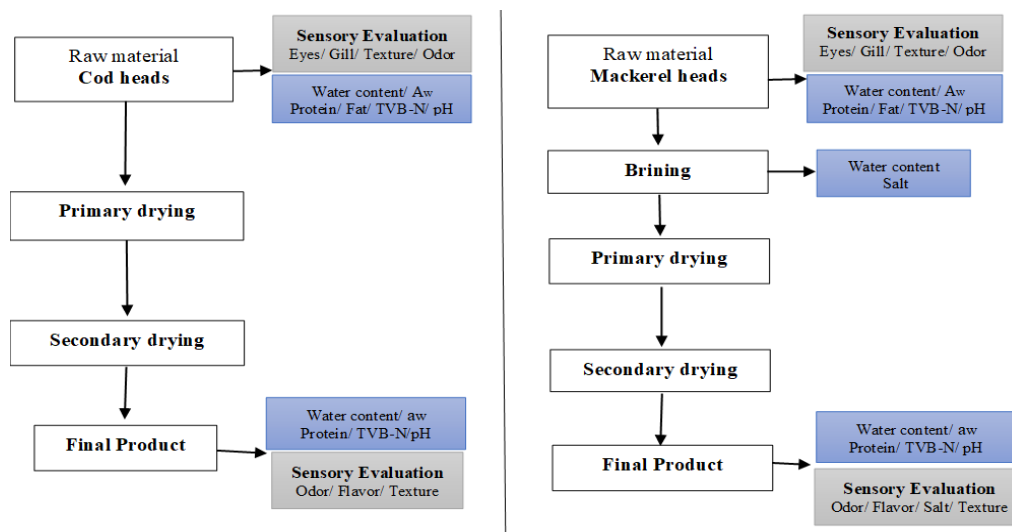 Raw material
Cod heads
Sensory Evaluation
Eyes/ Gill/ Texture/ Odor
Water content/ Aw
Protein/ Fat/ TVB-N/ pH
Primary drying
Secondary drying
Final Product
Water content/ aw
Protein/ TVB-N/pH
Sensory Evaluation
Odor/ Flavor/ Texture
Raw material
Mackerel heads
Sensory Evaluation
Eyes/ Gill/ Texture/ Odor
Water content/ Aw
Protein/ Fat/ TVB-N/ pH
Brining
Water content
Salt
Primary drying
Secondary drying
Final Product
Water content/ aw
Protein/ TVB-N/ pH
Sensory Evaluation
Odor/ Flavor/ Salt/ Texture